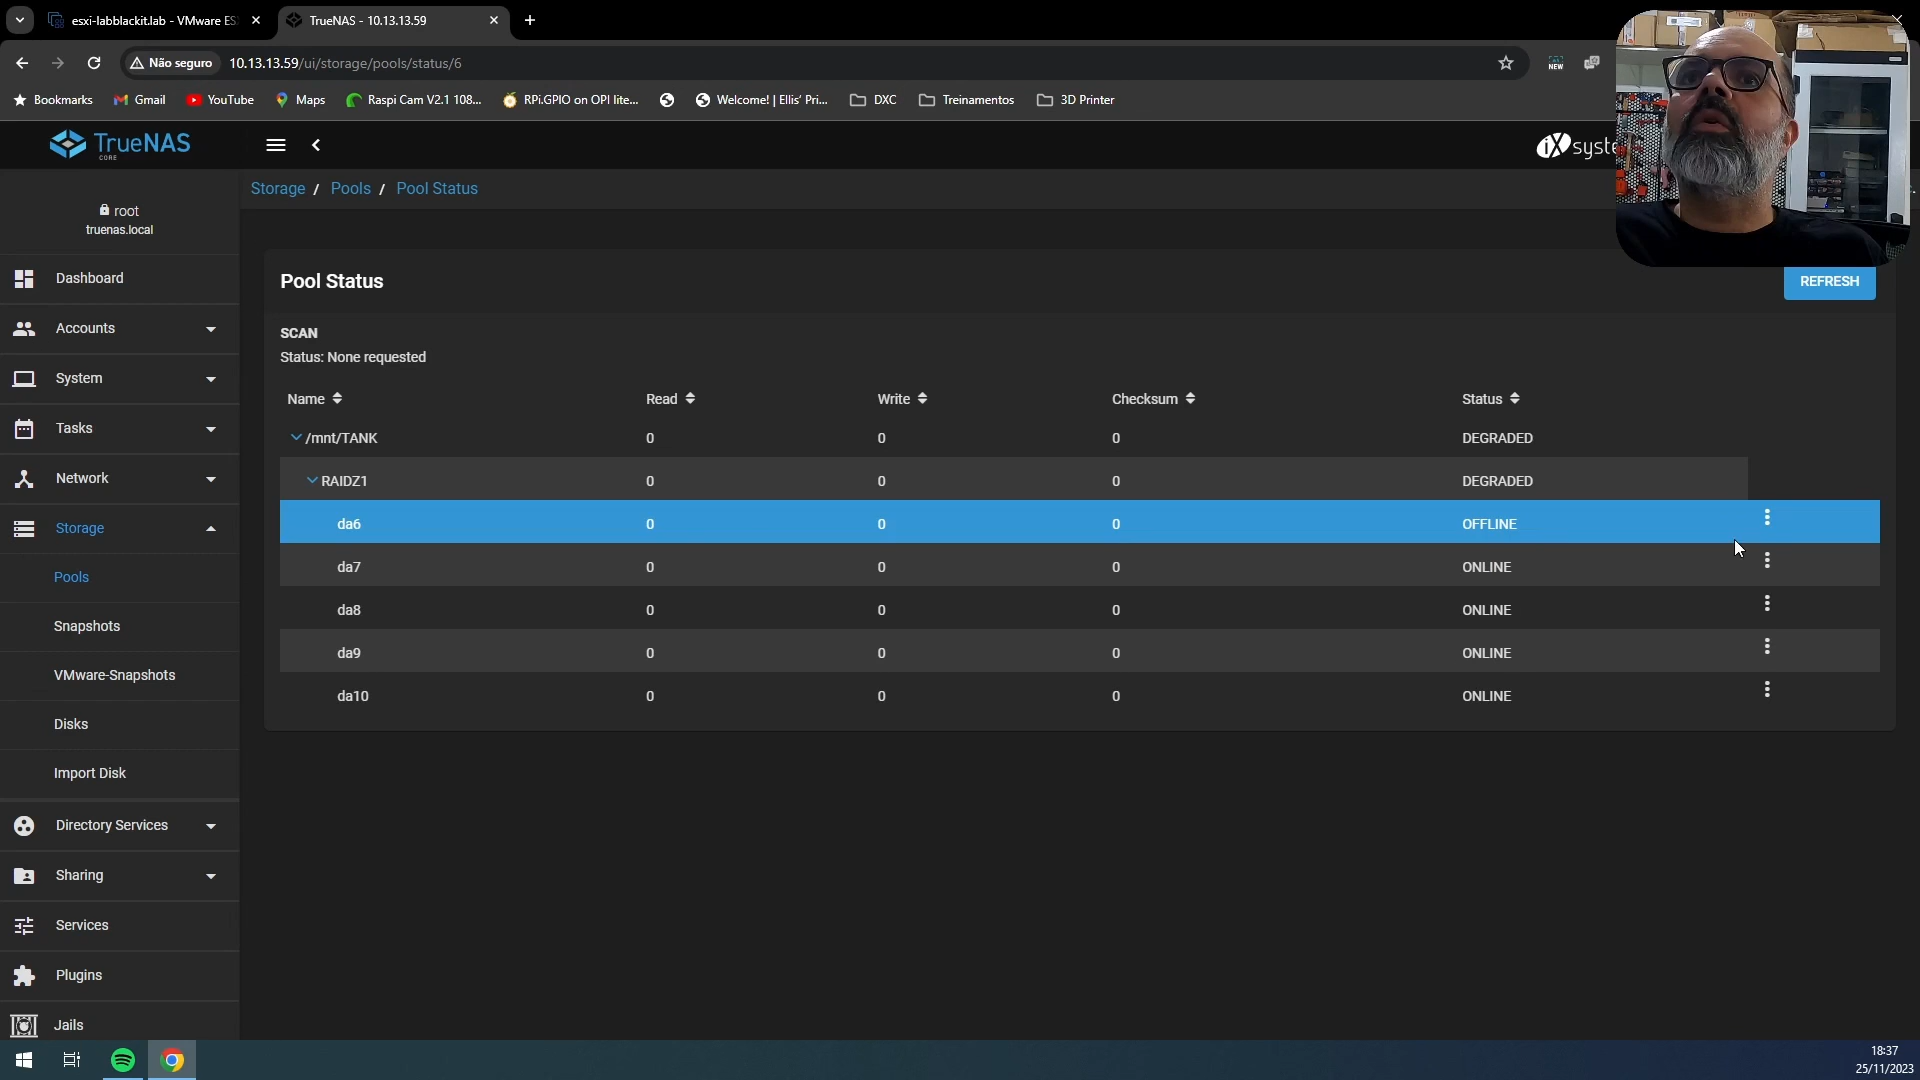 esxi-labblackit.lab - VMware ES
TrueNAS - 10.13.13.59
Não seguro
10.13.13.59/ui/storage/pools/status/6
NEW
Bookmarks
Gmail
YouTube
Maps
Raspi Cam V2.1 108...
RPi.GPIO on OPI lite...
Welcome! | Ellis' Pri...
DXC
Treinamentos
3D Printer
TrueNAS
CORE
iXsyste
Storage / Pools / Pool Status
root
truenas.local
Dashboard
Accounts
System
Tasks
Network
Storage
Pools
Snapshots
VMware-Snapshots
Disks
Import Disk
Directory Services
Sharing
Services
Plugins
Jails
Pool Status
REFRESH
SCAN
Status: None requested
Name Read Write Checksum Status
/mnt/TANK 0 0 0 DEGRADED
RAIDZ1 0 0 0 DEGRADED
da6 0 0 0 OFFLINE
da7 0 0 0 ONLINE
da8 0 0 0 ONLINE
da9 0 0 0 ONLINE
da10 0 0 0 ONLINE
18:37
25/11/2023